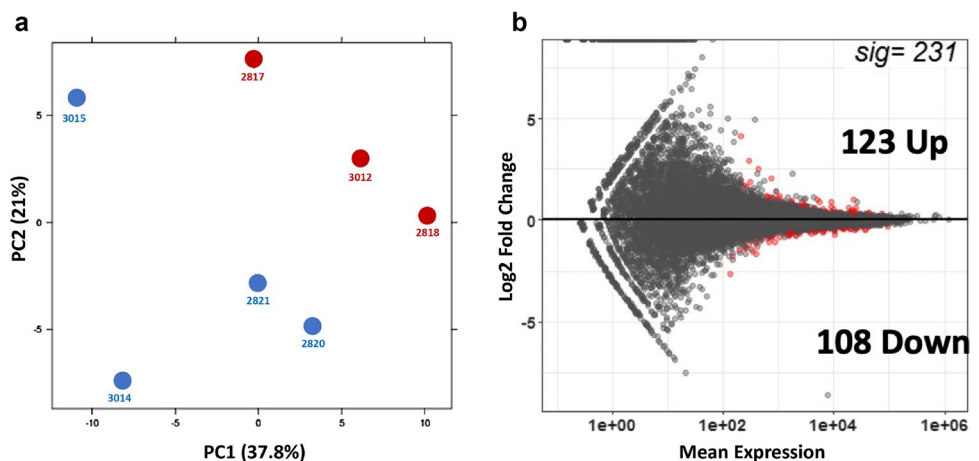 a
2817
3015
3012
2818
2821
2820
3014
5
0
-5
-10
-5
0
5
10
PC2 (21%)
PC1 (37.8%)
b
sig= 231
123 Up
108 Down
5
0
-5
1e+00
1e+02
1e+04
1e+06
Log2 Fold Change
Mean Expression